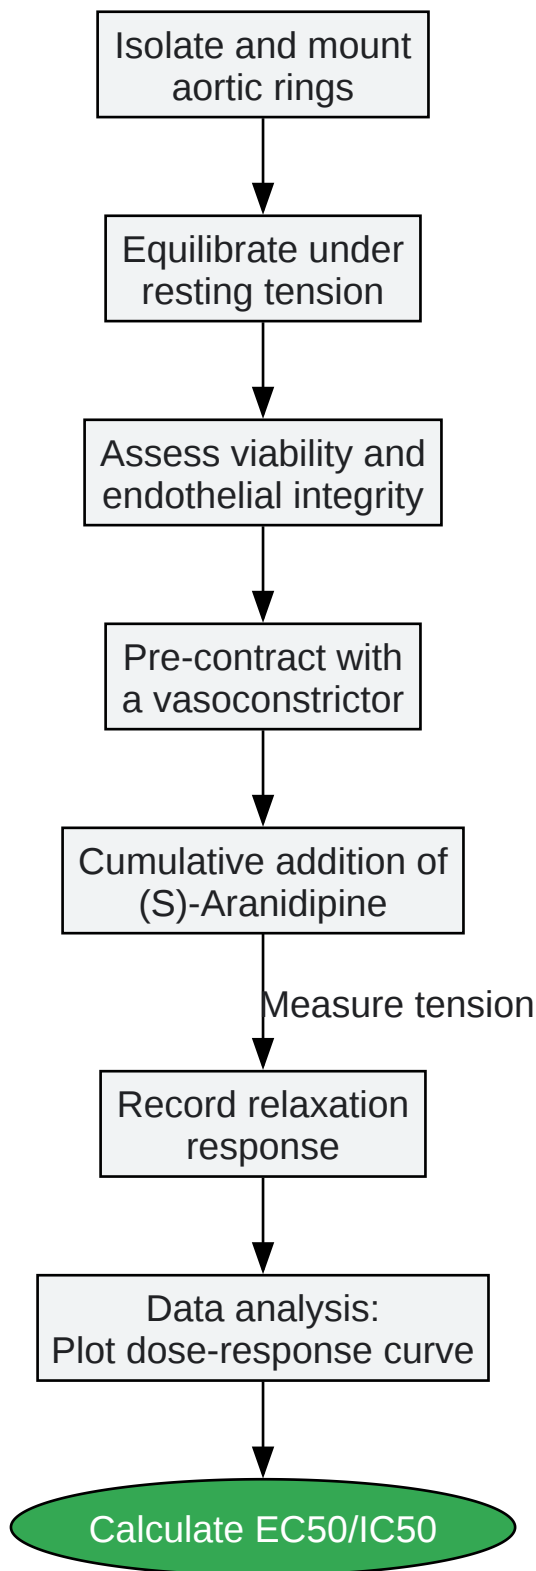 Isolate and mount
aortic rings
Equilibrate under
resting tension
Assess viability and
endothelial integrity
Pre-contract with
a vasoconstrictor
Cumulative addition of
(S)-Aranidipine
Measure tension
Record relaxation
response
Data analysis:
Plot dose-response curve
Calculate EC50/IC50